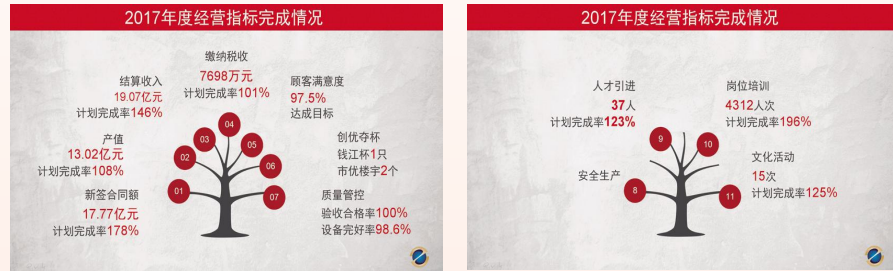 2017年度经营指标完成情况
缴纳税收
7698万元
计划完成率101%
结算收入
19.07亿元
计划完成率146%
顾客满意度
97.5%
达成目标
产值
13.02亿元
计划完成率108%
创优夺杯
钱江杯1只
市优楼宇2个
新签合同额
17.77亿元
计划完成率178%
质量管控
验收合格率100%
设备完好率98.6%
01
02
03
04
05
06
07
2017年度经营指标完成情况
人才引进
37人
计划完成率123%
岗位培训
4312人次
计划完成率196%
安全生产
文化活动
15次
计划完成率125%
8
9
10
11